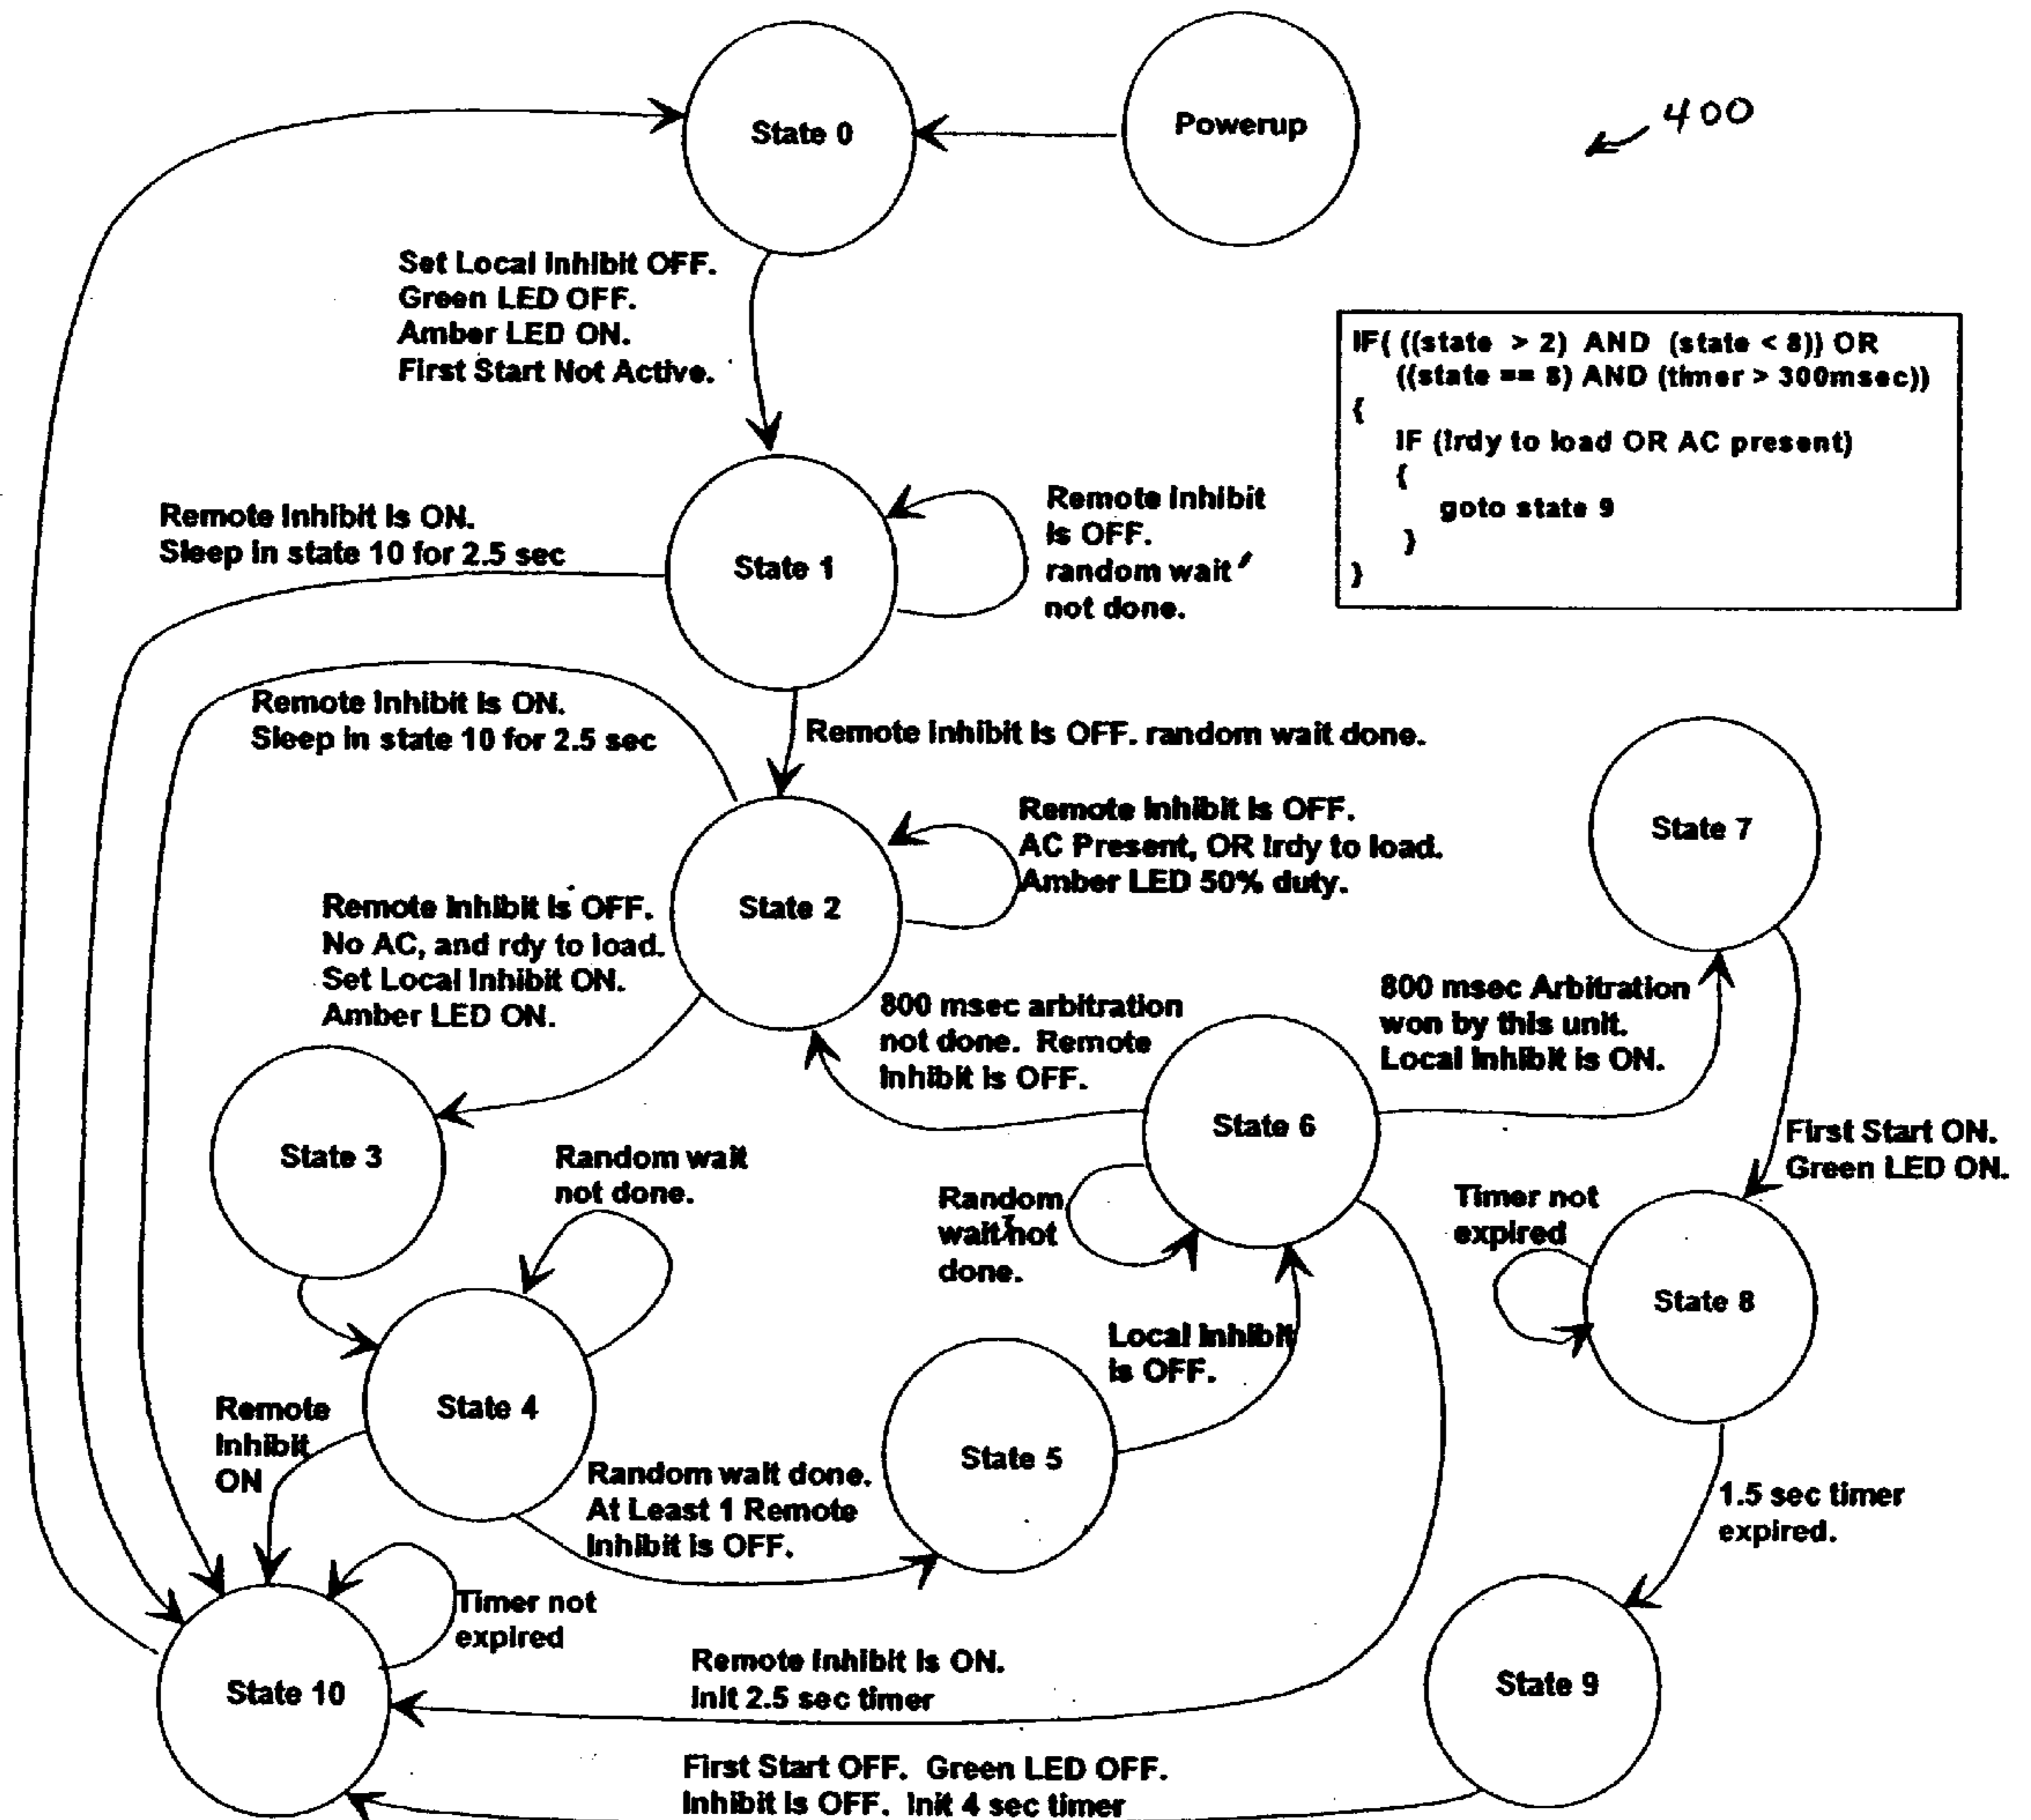 State 0
Powerup
400
Set Local Inhibit OFF.
Green LED OFF.
Amber LED ON.
First Start Not Active.
IF( ((state > 2) AND (state < 8)) OR
((state == 8) AND (timer > 300msec))
{
IF (!rdy to load OR AC present)
{
goto state 9
}
}
Remote Inhibit is ON.
Sleep in state 10 for 2.5 sec
State 1
Remote Inhibit
is OFF.
random wait
not done.
Remote Inhibit is ON.
Sleep in state 10 for 2.5 sec
Remote Inhibit is OFF. random wait done.
State 2
Remote Inhibit is OFF.
AC Present, OR !rdy to load.
Amber LED 50% duty.
State 7
Remote Inhibit is OFF.
No AC, and rdy to load.
Set Local Inhibit ON.
Amber LED ON.
800 msec arbitration
not done. Remote
Inhibit is OFF.
800 msec Arbitration
won by this unit.
Local Inhibit is ON.
State 3
Random wait
not done.
State 6
Random
wait not
done.
First Start ON.
Green LED ON.
Timer not
expired
State 8
Local Inhibit
is OFF.
Remote
Inhibit
ON
State 4
Random wait done.
At Least 1 Remote
Inhibit is OFF.
State 5
1.5 sec timer
expired.
Timer not
expired
State 10
Remote Inhibit is ON.
Init 2.5 sec timer
State 9
First Start OFF. Green LED OFF.
Inhibit is OFF. Init 4 sec timer